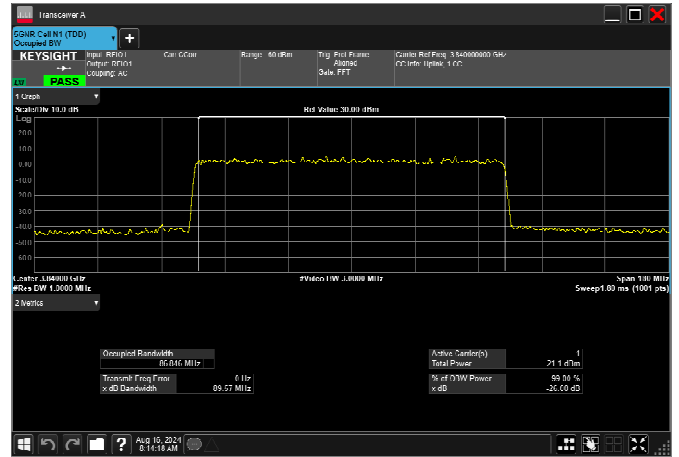 Transceiver A
5GNR Cell N1 (TDD)
Occupied BW
KEYSIGHT
Input: RFIO1
Output: RFIO1
Coupling: AC
Carr CCorr
Range: 60 dBm
Trig: Prot Frame
Aligned
Gate: FFT
Carrier Ref Freq: 3.840000000 GHz
CC Info: Uplink, 1 CC
PASS
1 Graph
Scale/Div 10.0 dB
Ref Value 30.00 dBm
Log
20.0
10.0
0.00
-10.0
-20.0
-30.0
-40.0
-50.0
-60.0
Center 3.84000 GHz
#Video BW 3.0000 MHz
Span 180 MHz
#Res BW 1.0000 MHz
Sweep 1.80 ms (1001 pts)
2 Metrics
Occupied Bandwidth
86.846 MHz
Transmit Freq Error
0 Hz
x dB Bandwidth
89.57 MHz
Active Carrier(s)
1
Total Power
21.1 dBm
% of OBW Power
99.00 %
x dB
-26.00 dB
?
Aug 16, 2024
8:14:18 AM